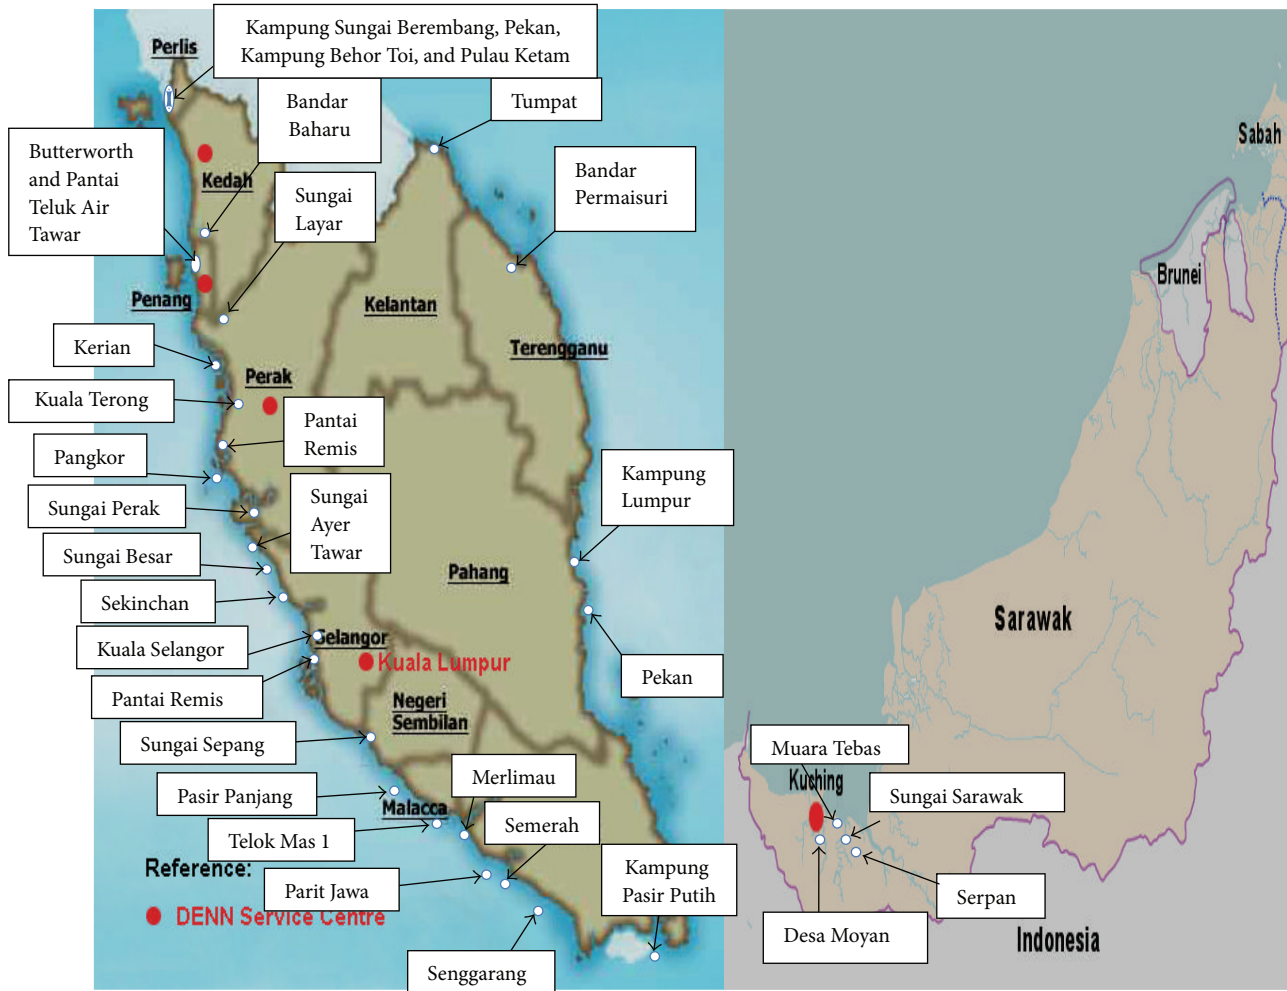 Kampung Sungai Berembang, Pekan,
Kampung Behor Toi, and Pulau Ketam
Perlis
Bandar
Baharu
Tumpat
Butterworth
and Pantai
Teluk Air
Tawar
Kedah
Sungai
Layar
Bandar
Permaisuri
Penang
Kelantan
Terengganu
Kerian
Perak
Kuala Terong
Pantai
Remis
Pangkor
Kampung
Lumpur
Sungai Perak
Sungai
Ayer
Tawar
Sungai Besar
Pahang
Sekinchan
Selangor
Kuala Selangor
Kuala Lumpur
Pekan
Pantai Remis
Negeri
Sembilan
Sungai Sepang
Merlimau
Pasir Panjang
Malacca
Telok Mas 1
Semerah
Reference:
Parit Jawa
Kampung
Pasir Putih
DENN Service Centre
Senggarang
Sabah
Brunei
Sarawak
Muara Tebas
Kuching
Sungai Sarawak
Serpan
Desa Moyan
Indonesia